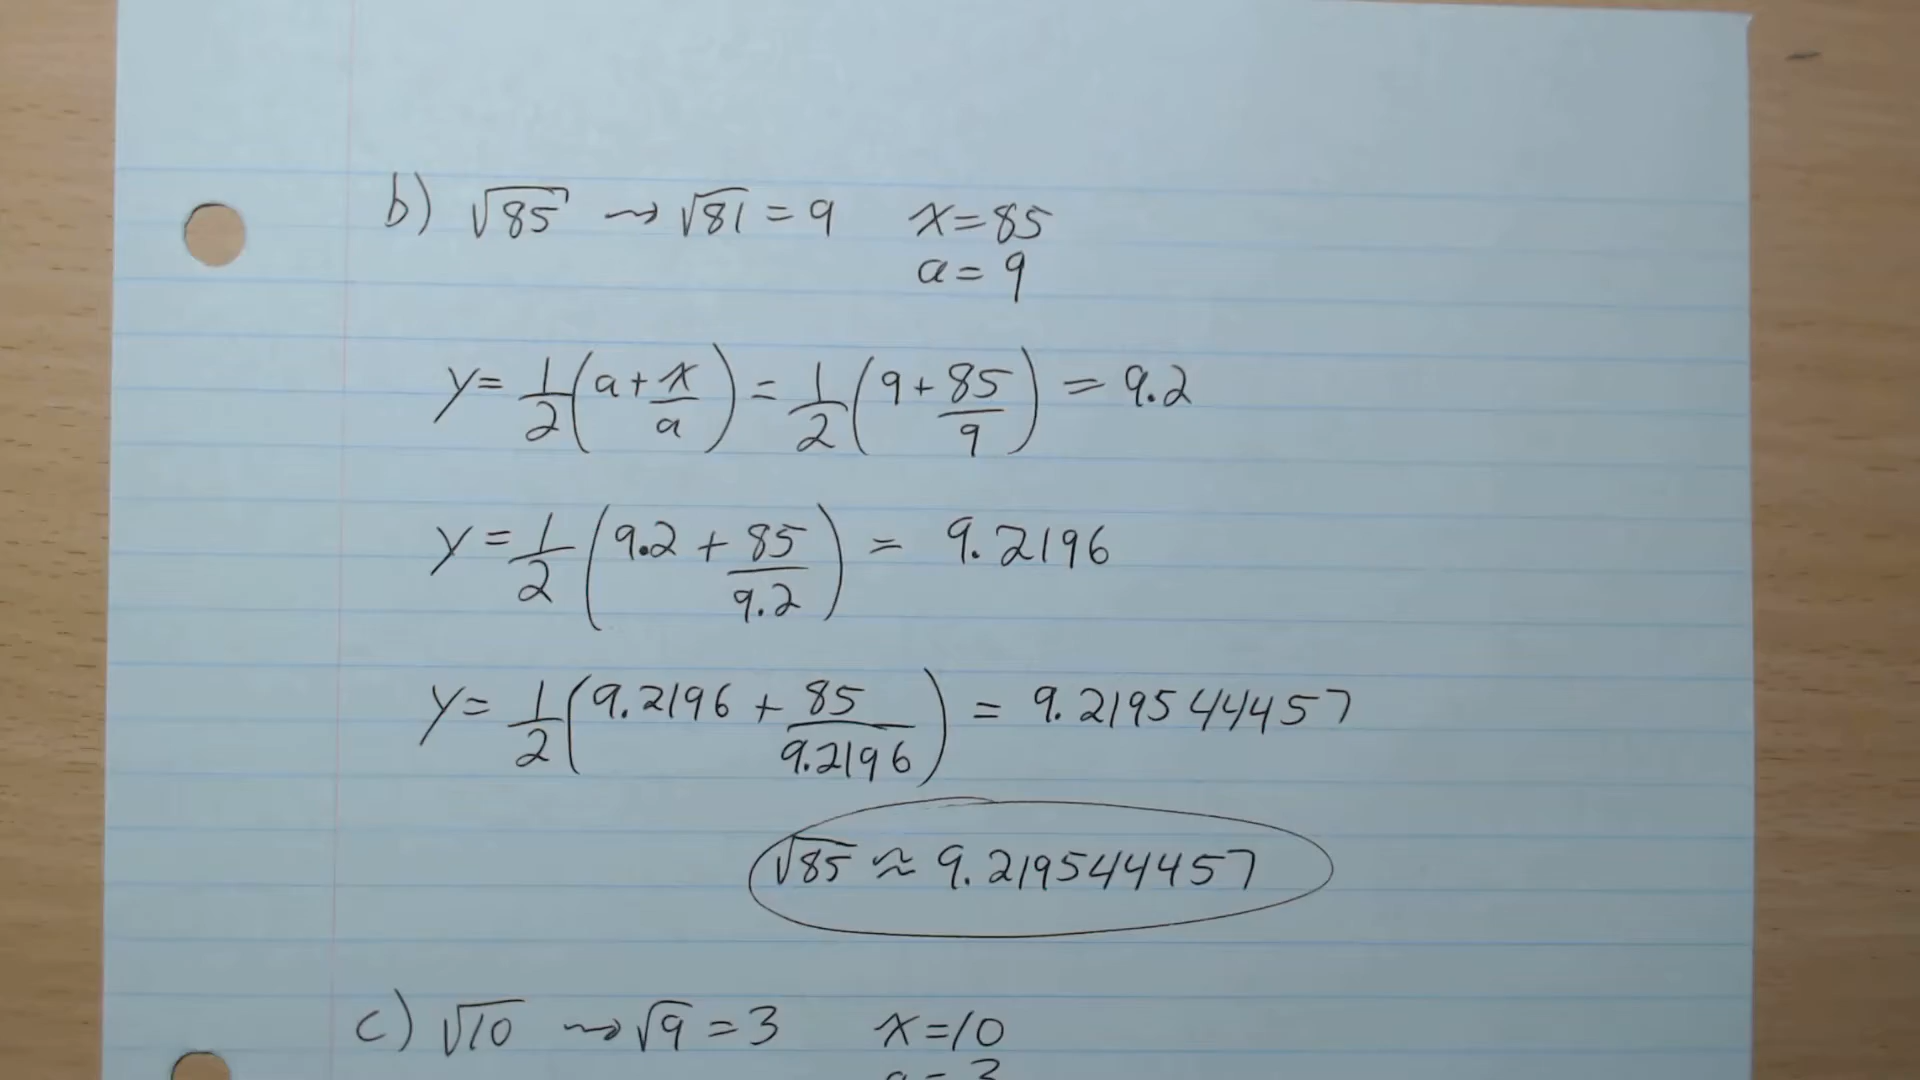 b) √85 ⇝ √81 = 9 x = 85
a = 9
y = 1/2 (a + x/a) = 1/2 (9 + 85/9) = 9.2
y = 1/2 (9.2 + 85/9.2) = 9.2196
y = 1/2 (9.2196 + 85/9.2196) = 9.219544457
√85 ≈ 9.219544457
c) √10 ⇝ √9 = 3 x = 10
a = 3